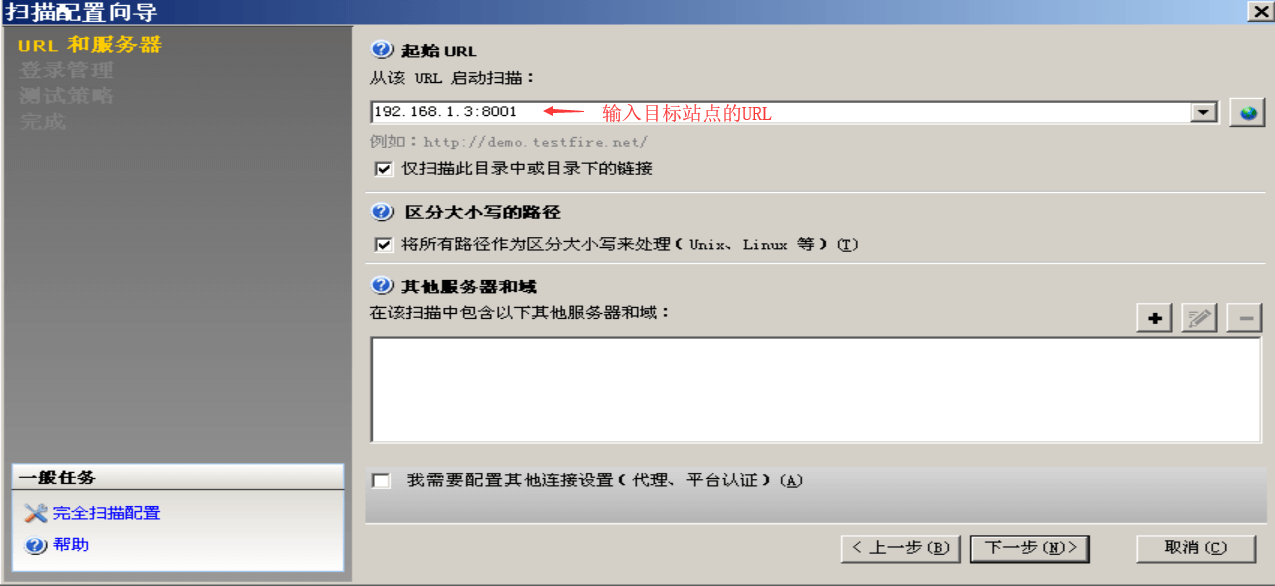 扫描配置向导
URL 和服务器
登录管理
测试策略
完成
起始 URL
从该 URL 启动扫描：
192.168.1.3:8001 输入目标站点的URL
例如：http://demo.testfire.net/
仅扫描此目录中或目录下的链接
区分大小写的路径
将所有路径作为区分大小写来处理（Unix、Linux 等）(T)
其他服务器和域
在该扫描中包含以下其他服务器和域：
我需要配置其他连接设置（代理、平台认证）(A)
一般任务
完全扫描配置
帮助
< 上一步(B) 下一步(N)> 取消(C)